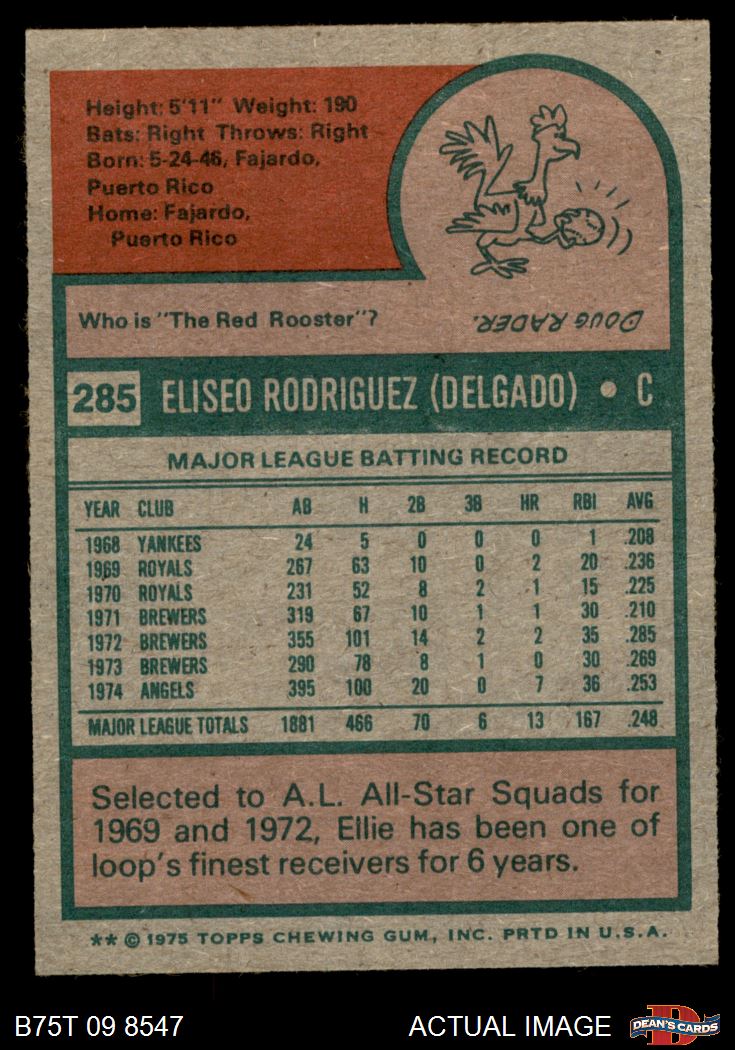 Height: 5'11" Weight: 190
Bats: Right Throws: Right
Born: 5-24-46, Fajardo,
Puerto Rico
Home: Fajardo,
Puerto Rico
Who is "The Red Rooster"?
DOUG RADER.
285 ELISEO RODRIGUEZ (DELGADO) • C
MAJOR LEAGUE BATTING RECORD
YEAR CLUB AB H 2B 3B HR RBI AVG
1968 YANKEES 24 5 0 0 0 1 .208
1969 ROYALS 267 63 10 0 2 20 .236
1970 ROYALS 231 52 8 2 1 15 .225
1971 BREWERS 319 67 10 1 1 30 .210
1972 BREWERS 355 101 14 2 2 35 .285
1973 BREWERS 290 78 8 1 0 30 .269
1974 ANGELS 395 100 20 0 7 36 .253
MAJOR LEAGUE TOTALS 1881 466 70 6 13 167 .248
Selected to A.L. All-Star Squads for
1969 and 1972, Ellie has been one of
loop's finest receivers for 6 years.
** © 1975 TOPPS CHEWING GUM, INC. PRTD IN U.S.A.
B75T 09 8547 ACTUAL IMAGE DEAN'S CARDS